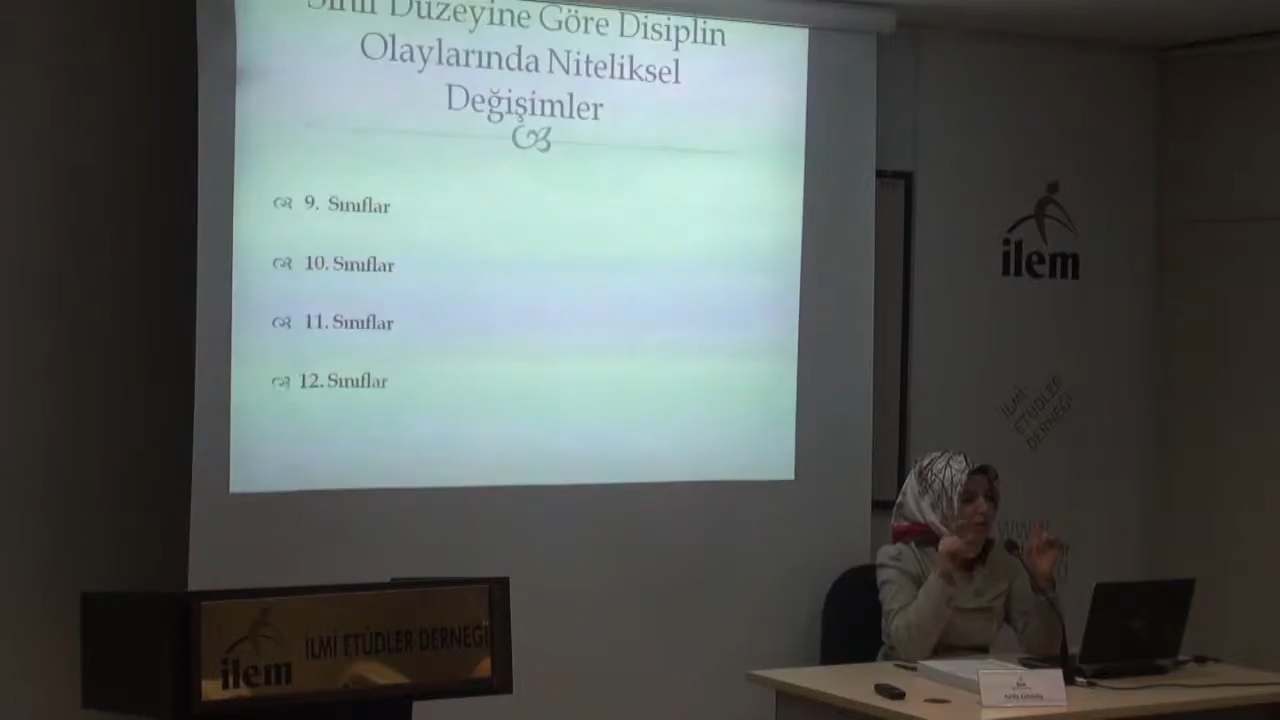 Sınıf Düzeyine Göre Disiplin
Olaylarında Niteliksel
Değişimler
9. Sınıflar
10. Sınıflar
11. Sınıflar
12. Sınıflar
ilem
İLMİ
ETÜDLER
DERNEĞİ
ilem
İLMİ ETÜDLER DERNEĞİ